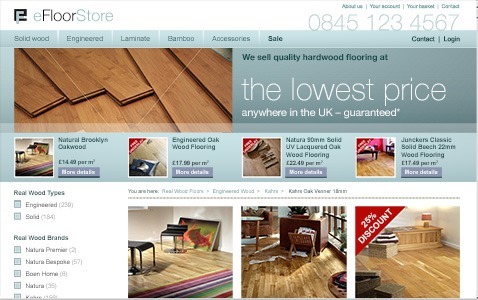 About us | Your account | Your basket | Contact
eFloorStore
0845 123 4567
Solid wood Engineered Laminate Bamboo Accessories Sale Contact | Login
We sell quality hardwood flooring at
the lowest price
anywhere in the UK – guaranteed*
Natural Brooklyn Oakwood
£14.49 per m²
More details
Engineered Oak Wood Flooring
£17.99 per m²
More details
Natura 50mm Solid UV Lacquered Oak Wood Flooring
£22.49 per m²
More details
Junckers Classic Solid Beech 22mm Wood Flooring
£22.49 per m²
More details
Real Wood Types
Engineered (239)
Solid (184)
Real Wood Brands
Natura Premier (2)
Natura Bespoke (57)
Boen Home (6)
Natura (35)
Kahrs
You are here: Real Wood Floors > Engineered Wood > Kahrs > Kahrs Oak Venner 18mm
25% DISCOUNT